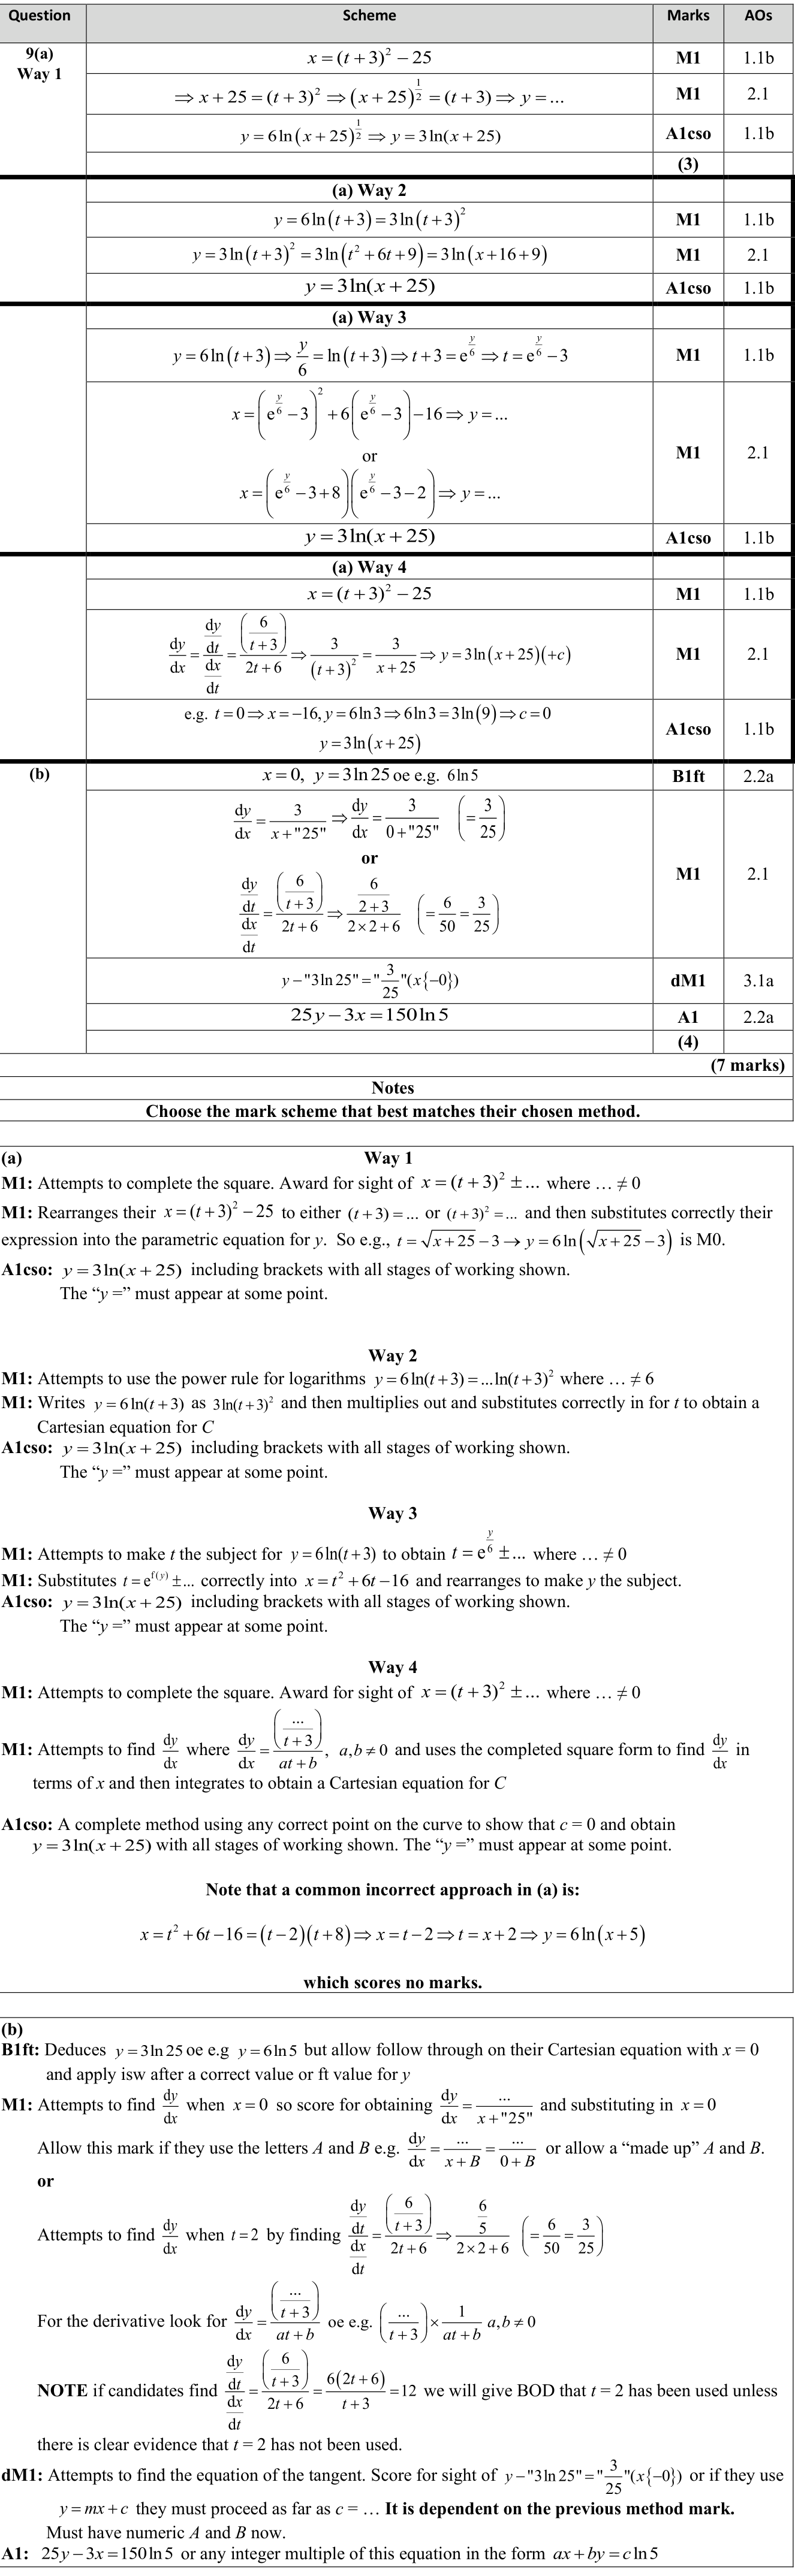 Question Scheme Marks AOs
9(a) Way 1 x = (t + 3)² − 25 M1 1.1b
⇒ x + 25 = (t + 3)² ⇒ (x + 25)^(1/2) = (t + 3) ⇒ y = ... M1 2.1
y = 6ln(x + 25)^(1/2) ⇒ y = 3ln(x + 25) A1cso 1.1b
(3)
(a) Way 2
y = 6ln(t + 3) = 3ln(t + 3)² M1 1.1b
y = 3ln(t + 3)² = 3ln(t² + 6t + 9) = 3ln(x + 16 + 9) M1 2.1
y = 3ln(x + 25) A1cso 1.1b
(a) Way 3
y = 6ln(t + 3) ⇒ y/6 = ln(t + 3) ⇒ t + 3 = e^(y/6) ⇒ t = e^(y/6) − 3 M1 1.1b
x = (e^(y/6) − 3)² + 6(e^(y/6) − 3) − 16 ⇒ y = ...
or M1 2.1
x = (e^(y/6) − 3 + 8)(e^(y/6) − 3 − 2) ⇒ y = ...
y = 3ln(x + 25) A1cso 1.1b
(a) Way 4
x = (t + 3)² − 25 M1 1.1b
dy/dx = (dy/dt)/(dx/dt) = (6/(t + 3))/(2t + 6) ⇒ 3/(t + 3)² = 3/(x + 25) ⇒ y = 3ln(x + 25)(+c) M1 2.1
e.g. t = 0 ⇒ x = −16, y = 6ln3 ⇒ 6ln3 = 3ln(9) ⇒ c = 0
y = 3ln(x + 25) A1cso 1.1b
(b) x = 0, y = 3ln25 oe e.g. 6ln5 B1ft 2.2a
dy/dx = 3/(x + "25") ⇒ dy/dx = 3/(0 + "25") (= 3/25)
or M1 2.1
(dy/dt)/(dx/dt) = (6/(t + 3))/(2t + 6) ⇒ (6/(2 + 3))/(2 × 2 + 6) (= 6/50 = 3/25)
y − "3ln25" = "3/25"(x{−0}) dM1 3.1a
25y − 3x = 150ln5 A1 2.2a
(4)
(7 marks)
Notes
Choose the mark scheme that best matches their chosen method.
(a) Way 1
M1: Attempts to complete the square. Award for sight of x = (t + 3)² ± ... where … ≠ 0
M1: Rearranges their x = (t + 3)² − 25 to either (t + 3) = ... or (t + 3)² = ... and then substitutes correctly their
expression into the parametric equation for y. So e.g., t = √(x + 25) − 3 → y = 6ln(√(x + 25) − 3) is M0.
A1cso: y = 3ln(x + 25) including brackets with all stages of working shown.
The “y =” must appear at some point.
Way 2
M1: Attempts to use the power rule for logarithms y = 6ln(t + 3) = ...ln(t + 3)² where … ≠ 6
M1: Writes y = 6ln(t + 3) as 3ln(t + 3)² and then multiplies out and substitutes correctly in for t to obtain a
Cartesian equation for C
A1cso: y = 3ln(x + 25) including brackets with all stages of working shown.
The “y =” must appear at some point.
Way 3
M1: Attempts to make t the subject for y = 6ln(t + 3) to obtain t = e^(y/6) ± ... where … ≠ 0
M1: Substitutes t = e^(f(y)) ± ... correctly into x = t² + 6t − 16 and rearranges to make y the subject.
A1cso: y = 3ln(x + 25) including brackets with all stages of working shown.
The “y =” must appear at some point.
Way 4
M1: Attempts to complete the square. Award for sight of x = (t + 3)² ± ... where … ≠ 0
M1: Attempts to find dy/dx where dy/dx = (.../(t + 3))/(at + b), a,b ≠ 0 and uses the completed square form to find dy/dx in
terms of x and then integrates to obtain a Cartesian equation for C
A1cso: A complete method using any correct point on the curve to show that c = 0 and obtain
y = 3ln(x + 25) with all stages of working shown. The “y =” must appear at some point.
Note that a common incorrect approach in (a) is:
x = t² + 6t − 16 = (t − 2)(t + 8) ⇒ x = t − 2 ⇒ t = x + 2 ⇒ y = 6ln(x + 5)
which scores no marks.
(b)
B1ft: Deduces y = 3ln25 oe e.g y = 6ln5 but allow follow through on their Cartesian equation with x = 0
and apply isw after a correct value or ft value for y
M1: Attempts to find dy/dx when x = 0 so score for obtaining dy/dx = .../(x + "25") and substituting in x = 0
Allow this mark if they use the letters A and B e.g. dy/dx = .../(x + B) = .../(0 + B) or allow a “made up” A and B.
or
Attempts to find dy/dx when t = 2 by finding (dy/dt)/(dx/dt) = (6/(t + 3))/(2t + 6) ⇒ (6/5)/(2 × 2 + 6) (= 6/50 = 3/25)
For the derivative look for dy/dx = (.../(t + 3))/(at + b) oe e.g. (.../(t + 3)) × 1/(at + b) a,b ≠ 0
NOTE if candidates find (dy/dt)/(dx/dt) = (6/(t + 3))/(2t + 6) = 6(2t + 6)/(t + 3) = 12 we will give BOD that t = 2 has been used unless
there is clear evidence that t = 2 has not been used.
dM1: Attempts to find the equation of the tangent. Score for sight of y − "3ln25" = "3/25"(x{−0}) or if they use
y = mx + c they must proceed as far as c = … It is dependent on the previous method mark.
Must have numeric A and B now.
A1: 25y − 3x = 150ln5 or any integer multiple of this equation in the form ax + by = c ln5